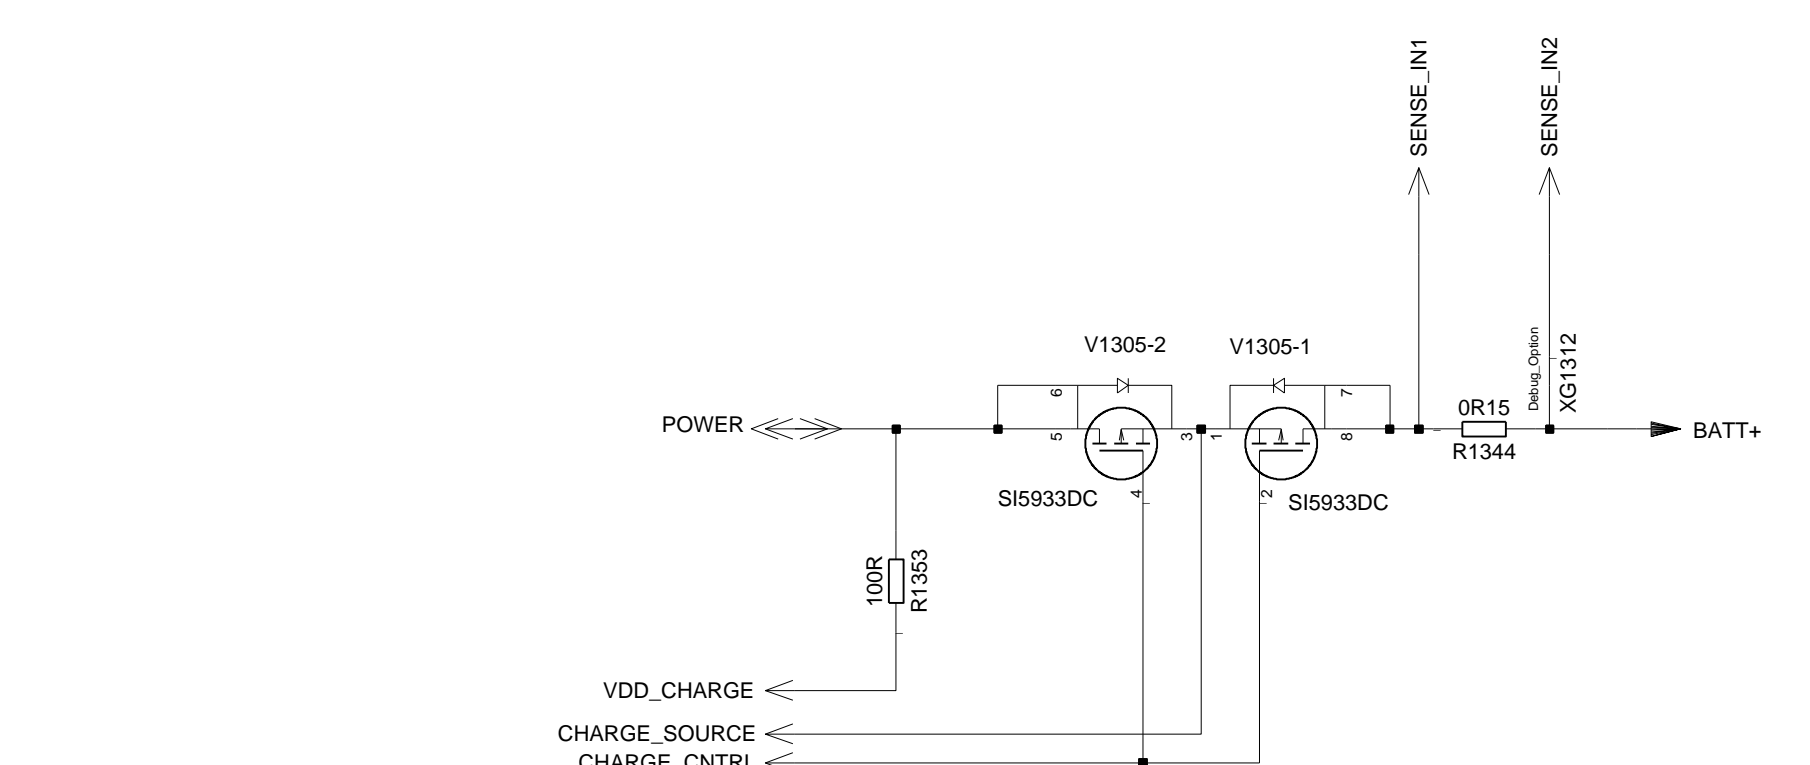 SENSE_IN1
SENSE_IN2
V1305-2
V1305-1
Debug_Option
XG1312
6
7
0R15
POWER
5
3
1
8
BATT+
R1344
4
2
SI5933DC
SI5933DC
100R
R1353
VDD_CHARGE
CHARGE_SOURCE
CHARGE_CNTRL